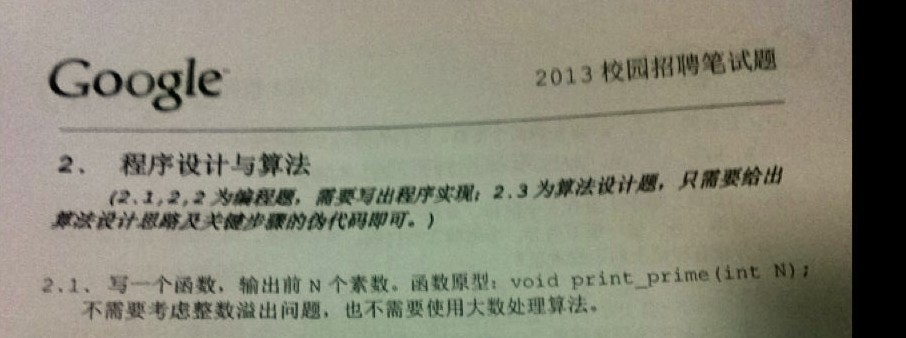 Google
2013 校园招聘笔试题
2、 程序设计与算法
(2.1,2,2 为编程题，需要写出程序实现；2.3 为算法设计题，只需要给出
算法设计思路及关键步骤的伪代码即可。)
2.1、写一个函数，输出前 N 个素数。函数原型：void print_prime(int N);
不需要考虑整数溢出问题，也不需要使用大数处理算法。